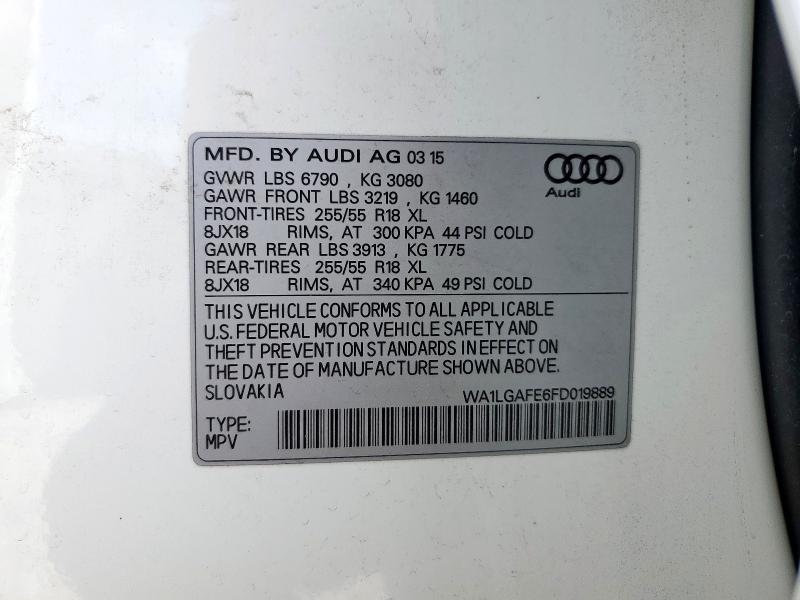 MFD. BY AUDI AG 03 15
GVWR LBS 6790 , KG 3080
GAWR FRONT LBS 3219 , KG 1460
FRONT-TIRES 255/55 R18 XL
8JX18 RIMS, AT 300 KPA 44 PSI COLD
GAWR REAR LBS 3913 , KG 1775
REAR-TIRES 255/55 R18 XL
8JX18 RIMS, AT 340 KPA 49 PSI COLD
Audi
THIS VEHICLE CONFORMS TO ALL APPLICABLE
U.S. FEDERAL MOTOR VEHICLE SAFETY AND
THEFT PREVENTION STANDARDS IN EFFECT ON
THE DATE OF MANUFACTURE SHOWN ABOVE.
SLOVAKIA WA1LGAFE6FD019889
TYPE:
MPV